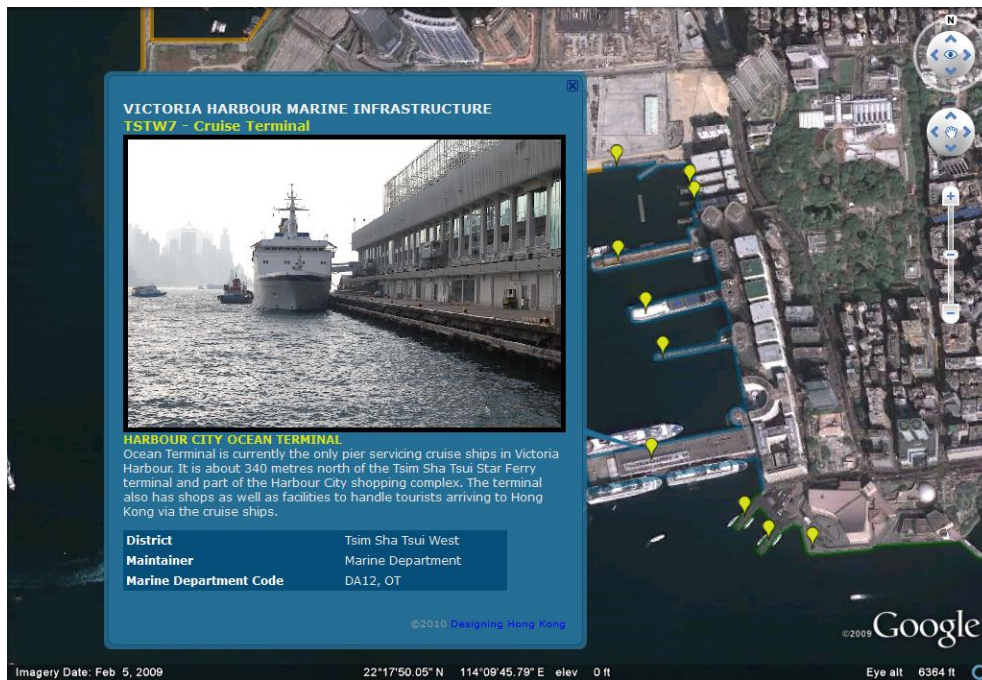 VICTORIA HARBOUR MARINE INFRASTRUCTURE
TSTW7 - Cruise Terminal
HARBOUR CITY OCEAN TERMINAL
Ocean Terminal is currently the only pier servicing cruise ships in Victoria
Harbour. It is about 340 metres north of the Tsim Sha Tsui Star Ferry
terminal and part of the Harbour City shopping complex. The terminal
also has shops as well as facilities to handle tourists arriving to Hong
Kong via the cruise ships.
District Tsim Sha Tsui West
Maintainer Marine Department
Marine Department Code DA12, OT
©2010 Designing Hong Kong
N
©2009 Google
Imagery Date: Feb 5, 2009 22°17'50.05" N 114°09'45.79" E elev 0 ft Eye alt 6364 ft